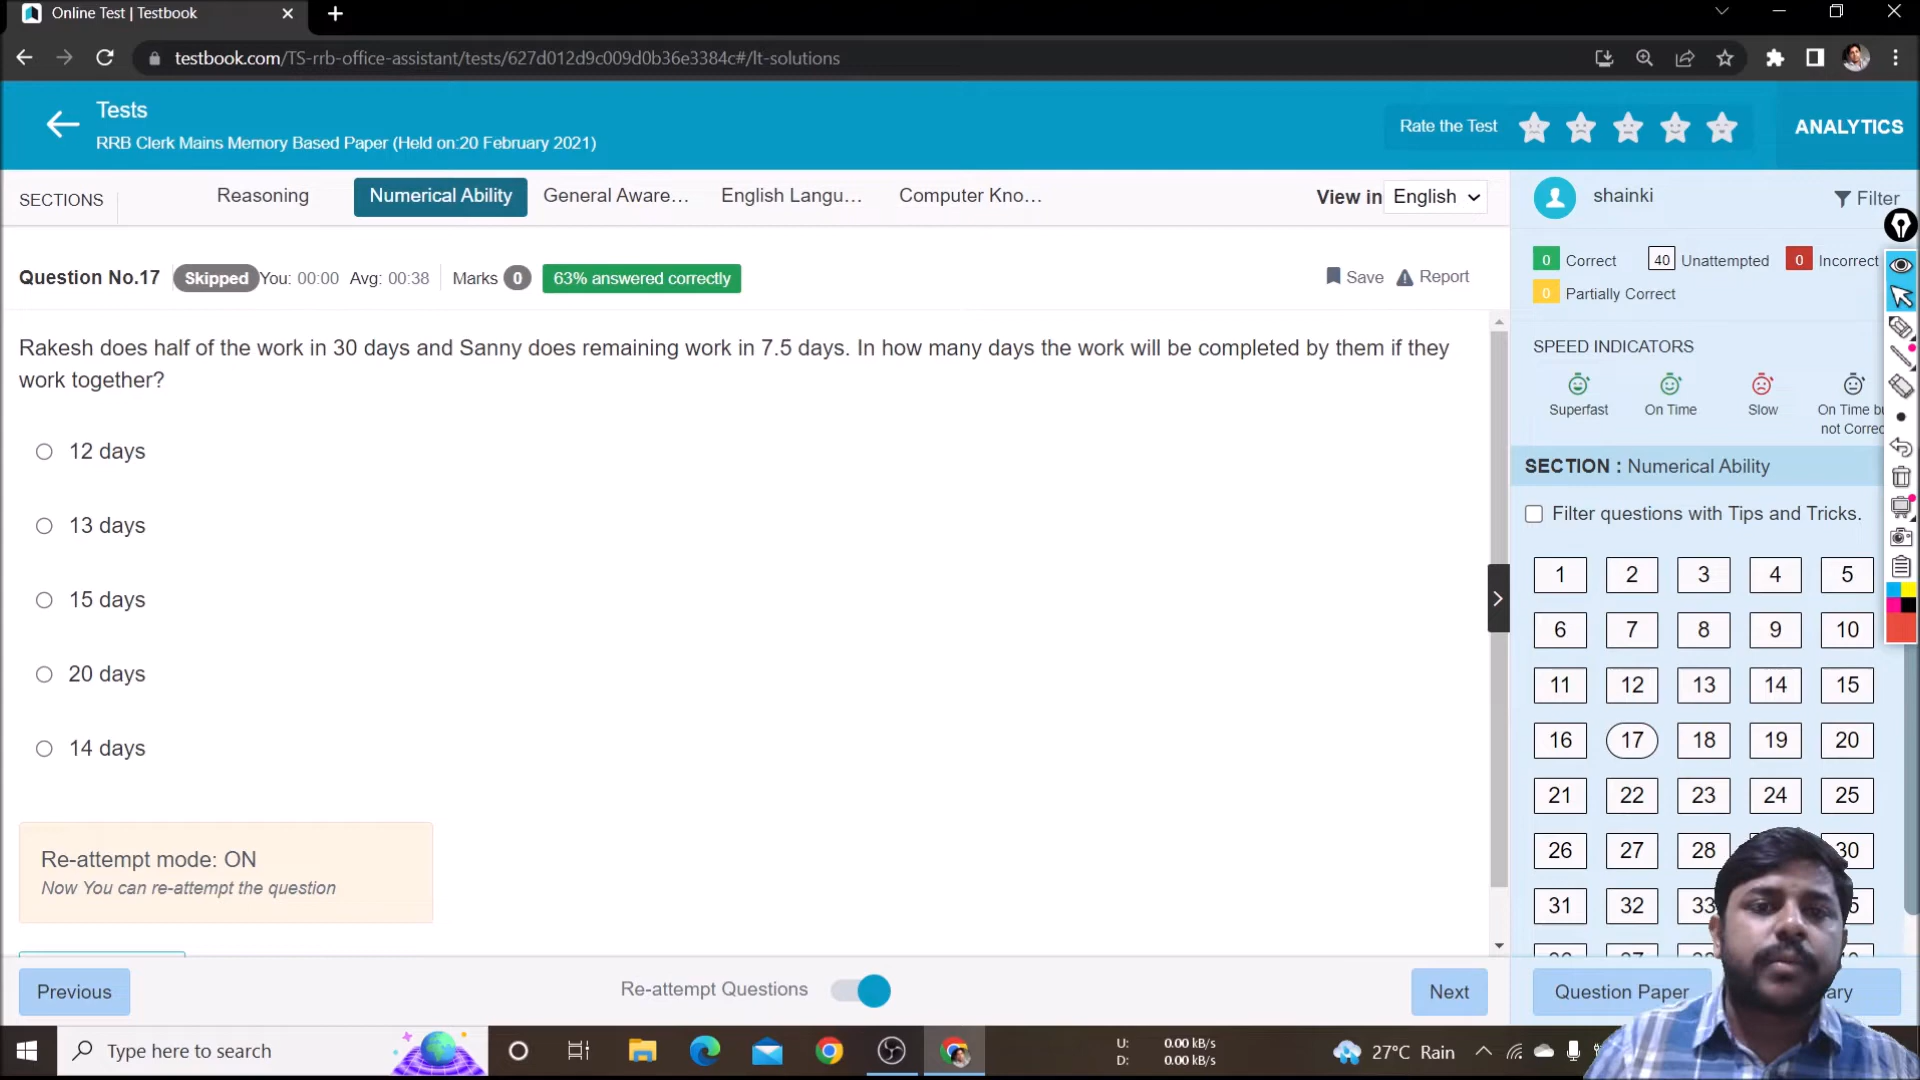 Online Test | Testbook
testbook.com/TS-rrb-office-assistant/tests/627d012d9c009d0b36e3384c#/lt-solutions
Tests
RRB Clerk Mains Memory Based Paper (Held on:20 February 2021)
Rate the Test
ANALYTICS
SECTIONS
Reasoning
Numerical Ability
General Aware...
English Langu...
Computer Kno...
View in English
shainki
Filter
Question No.17 Skipped You: 00:00 Avg: 00:38 Marks 0 63% answered correctly
Save Report
0 Correct 40 Unattempted 0 Incorrect
0 Partially Correct
Rakesh does half of the work in 30 days and Sanny does remaining work in 7.5 days. In how many days the work will be completed by them if they
work together?
12 days
13 days
15 days
20 days
14 days
SPEED INDICATORS
Superfast On Time Slow On Time
not
SECTION : Numerical Ability
Filter questions with Tips and Tricks.
1 2 3 4 5
6 7 8 9 10
11 12 13 14 15
16 17 18 19 20
21 22 23 24 25
26 27 28 30
31 32 33
Re-attempt mode: ON
Now You can re-attempt the question
Previous
Re-attempt Questions
Next
Question Paper
Type here to search
U: 0.00 kB/s
D: 0.00 kB/s
27°C Rain